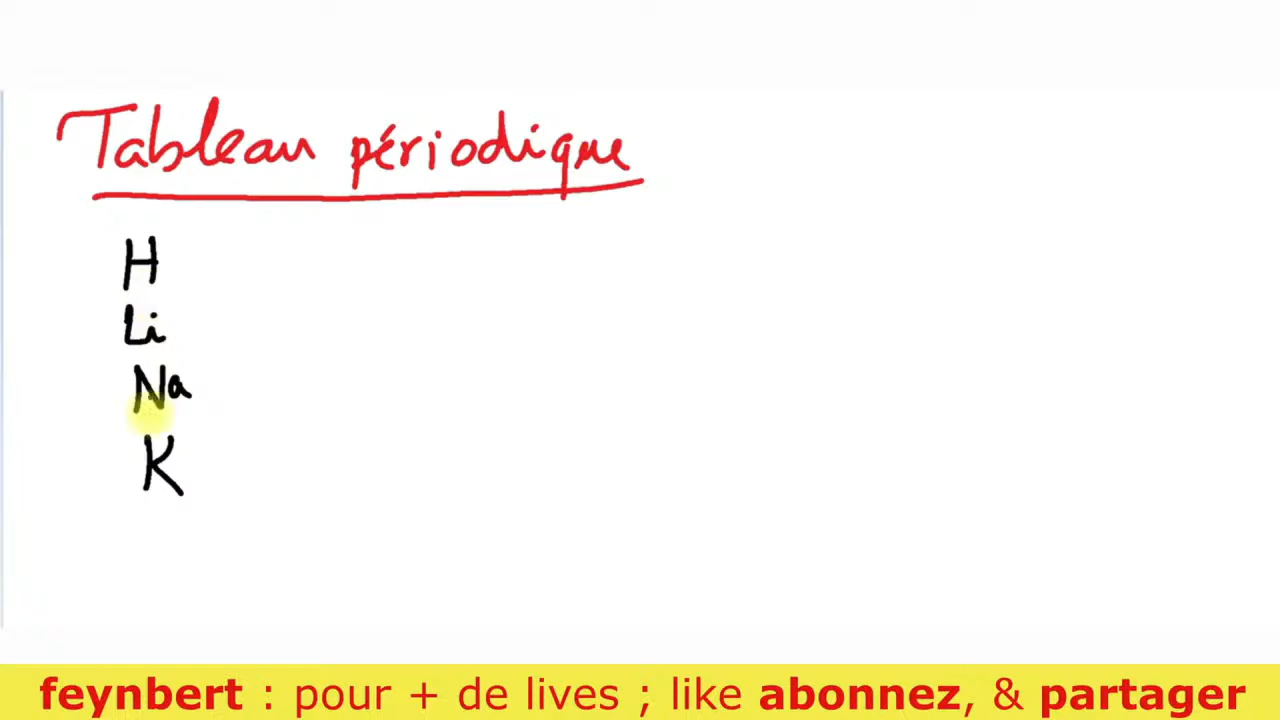 Tableau périodique
H
Li
Na
K
feynbert : pour + de lives ; like abonnez, & partager